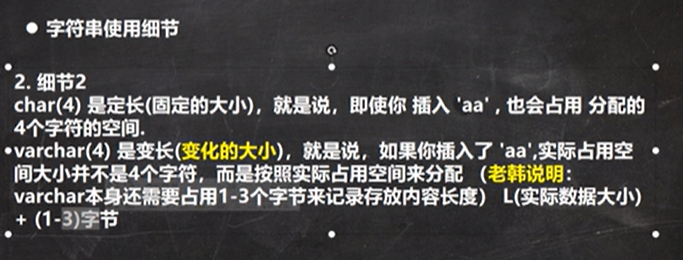 ● 字符串使用细节
2. 细节2
char(4) 是定长(固定的大小)，就是说，即使你 插入 'aa' , 也会占用 分配的
4个字符的空间.
varchar(4) 是变长(变化的大小)，就是说，如果你插入了 'aa',实际占用空
间大小并不是4个字符，而是按照实际占用空间来分配 （老韩说明：
varchar本身还需要占用1-3个字节来记录存放内容长度） L(实际数据大小)
+ (1-3)字节